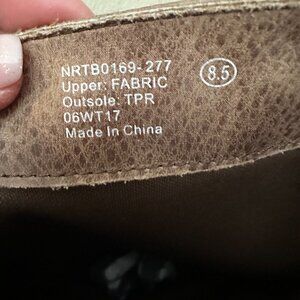 NRTB0169-277
Upper: FABRIC
8.5
Outsole: TPR
06WT17
Made In China